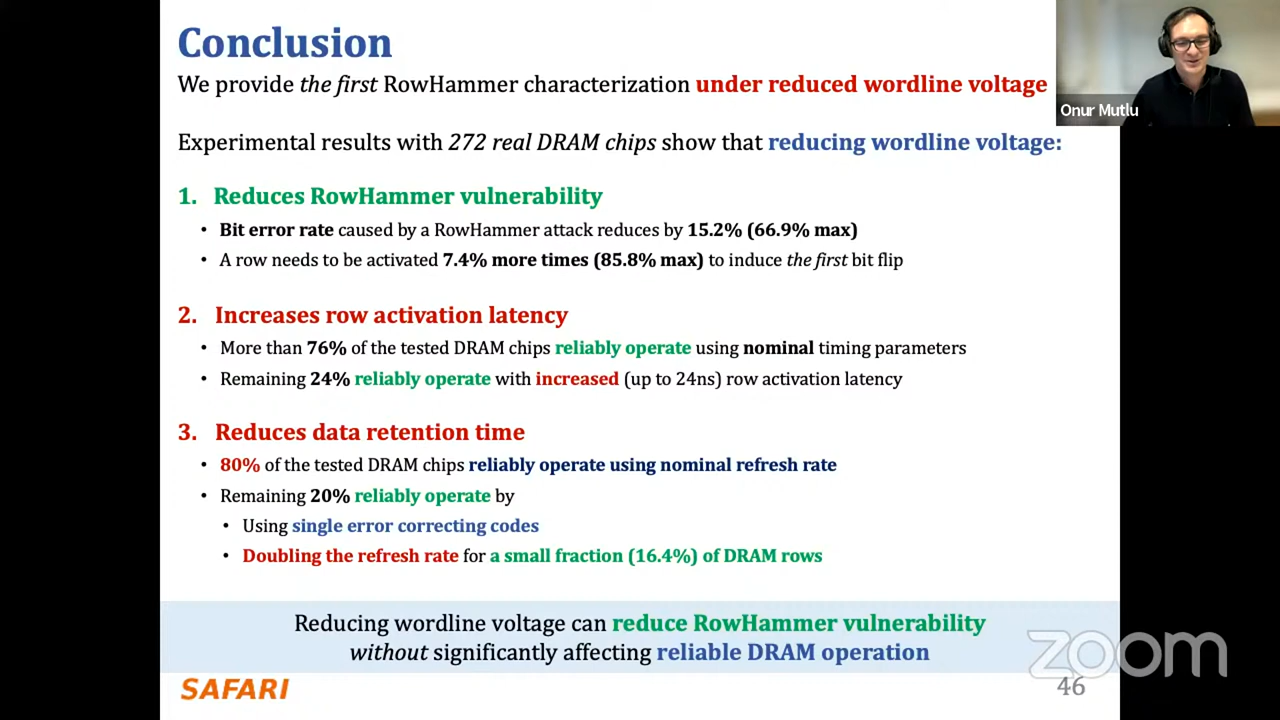 Conclusion
We provide the first RowHammer characterization under reduced wordline voltage
Onur Mutlu
Experimental results with 272 real DRAM chips show that reducing wordline voltage:
1. Reduces RowHammer vulnerability
• Bit error rate caused by a RowHammer attack reduces by 15.2% (66.9% max)
• A row needs to be activated 7.4% more times (85.8% max) to induce the first bit flip
2. Increases row activation latency
• More than 76% of the tested DRAM chips reliably operate using nominal timing parameters
• Remaining 24% reliably operate with increased (up to 24ns) row activation latency
3. Reduces data retention time
• 80% of the tested DRAM chips reliably operate using nominal refresh rate
• Remaining 20% reliably operate by
• Using single error correcting codes
• Doubling the refresh rate for a small fraction (16.4%) of DRAM rows
Reducing wordline voltage can reduce RowHammer vulnerability
without significantly affecting reliable DRAM operation
zoom
SAFARI
46